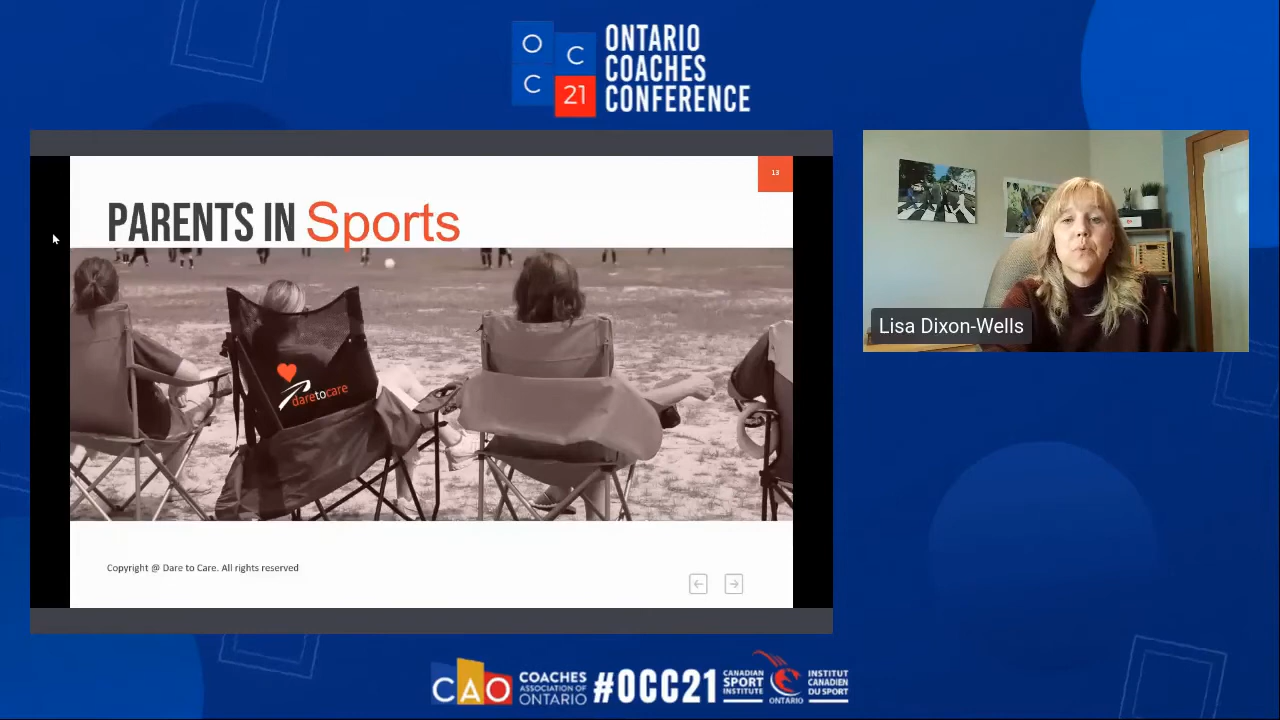 O
C
C
21
ONTARIO
COACHES
CONFERENCE
13
PARENTS IN Sports
daretocare
Copyright @ Dare to Care. All rights reserved
Lisa Dixon-Wells
CAO
COACHES
ASSOCIATION OF
ONTARIO
#OCC21
CANADIAN
SPORT
INSTITUTE
ONTARIO
INSTITUT
CANADIEN
DU SPORT